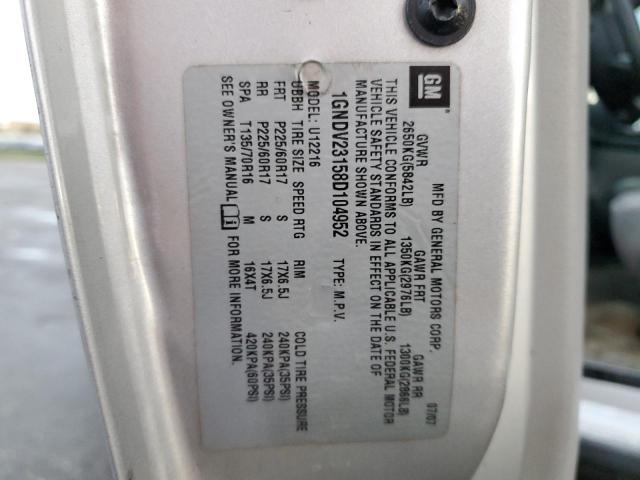 GM
MFD BY GENERAL MOTORS CORP. 07/07
GVWR GAWR FRT GAWR RR
2650KG(5842LB) 1350KG(2976LB) 1300KG(2866LB)
THIS VEHICLE CONFORMS TO ALL APPLICABLE U.S. FEDERAL MOTOR
VEHICLE SAFETY STANDARDS IN EFFECT ON THE DATE OF
MANUFACTURE SHOWN ABOVE.
1GNDV23158D104952 TYPE: M.P.V.
MODEL: U12216
BBBH TIRE SIZE SPEED RTG RIM COLD TIRE PRESSURE
FRT P225/60R17 S 17X6.5J 240KPA(35PSI)
RR P225/60R17 S 17X6.5J 240KPA(35PSI)
SPA T135/70R16 M 16X4T 420KPA(60PSI)
SEE OWNER'S MANUAL i FOR MORE INFORMATION.